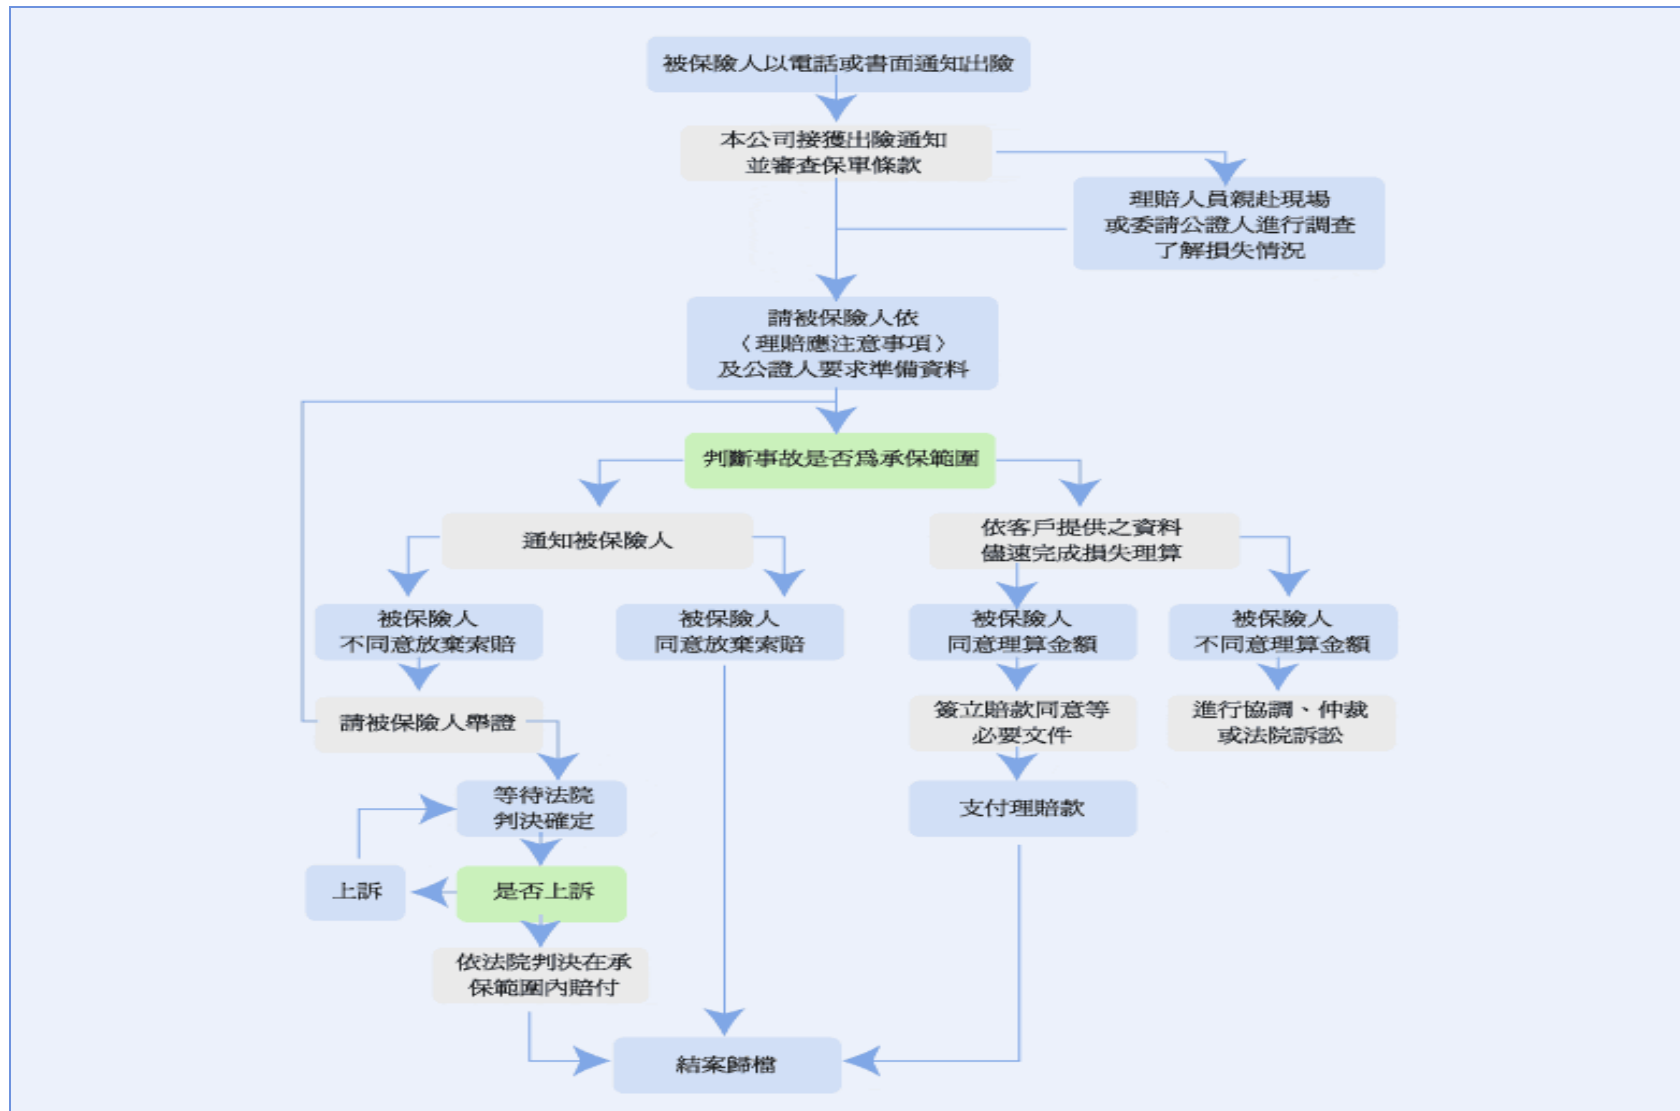 被保險人以電話或書面通知出險
本公司接獲出險通知
並審查保單條款
理賠人員親赴現場
或委請公證人進行調查
了解損失情況
請被保險人依
〈理賠應注意事項〉
及公證人要求準備資料
判斷事故是否為承保範圍
通知被保險人
依客戶提供之資料
儘速完成損失理算
被保險人
不同意放棄索賠
被保險人
同意放棄索賠
被保險人
同意理算金額
被保險人
不同意理算金額
請被保險人舉證
簽立賠款同意等
必要文件
進行協調、仲裁
或法院訴訟
等待法院
判決確定
支付理賠款
上訴
是否上訴
依法院判決在承
保範圍內賠付
結案歸檔